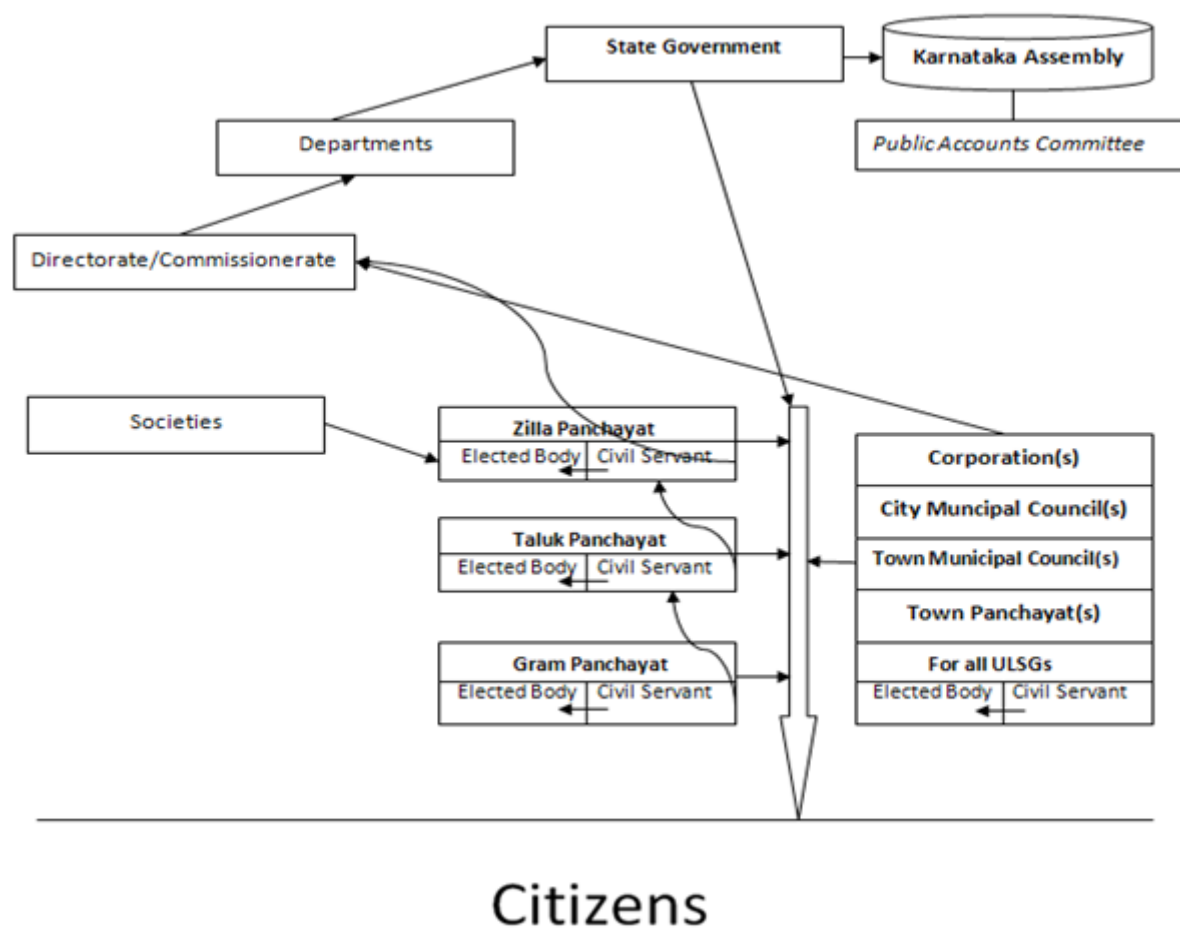 State Government
Karnataka Assembly
Departments
Public Accounts Committee
Directorate/Commissionerate
Societies
Zilla Panchayat
Elected Body Civil Servant
Corporation(s)
City Muncipal Council(s)
Taluk Panchayat
Elected Body Civil Servant
Town Municipal Council(s)
Town Panchayat(s)
Gram Panchayat
Elected Body Civil Servant
For all ULSGs
Elected Body Civil Servant
Citizens